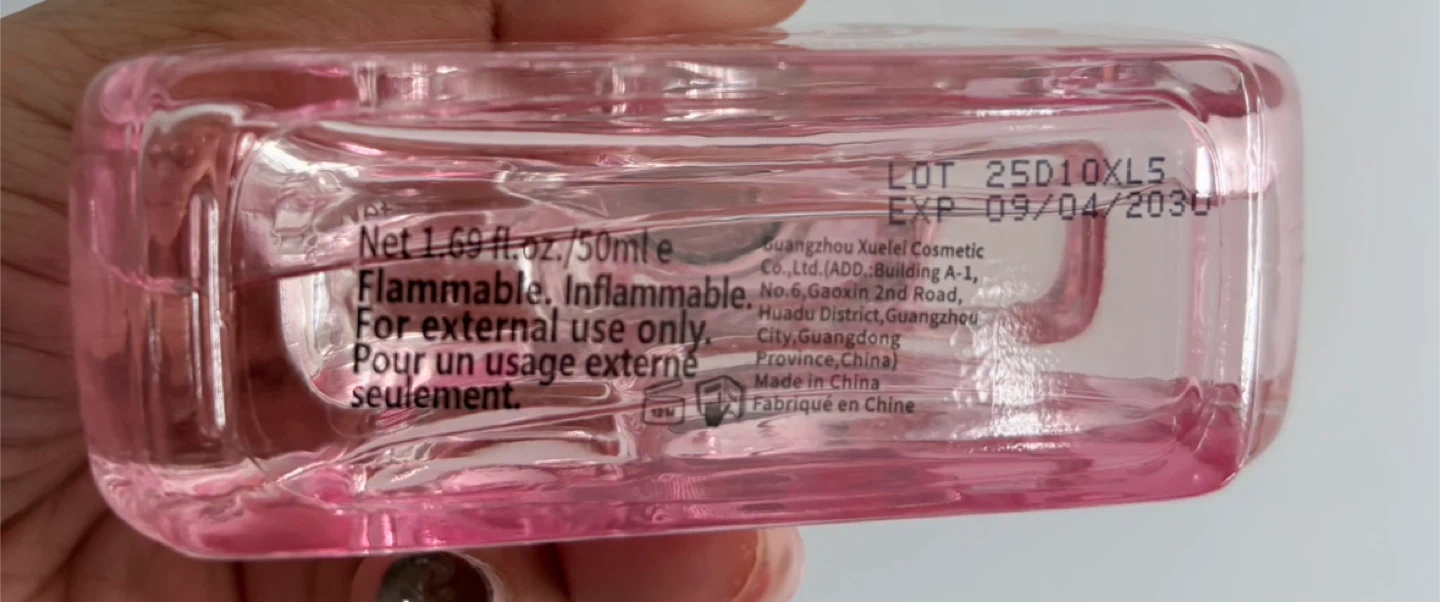 LOT 25D10XL5
EXP 09/04/2030
Net 1.69 fl.oz./50ml e
Flammable. Inflammable.
For external use only.
Pour un usage externe
seulement.
12M
Guangzhou Xuelei Cosmetic
Co.,Ltd.(ADD.:Building A-1,
No.6,Gaoxin 2nd Road,
Huadu District,Guangzhou
City,Guangdong
Province,China)
Made in China
Fabriqué en Chine